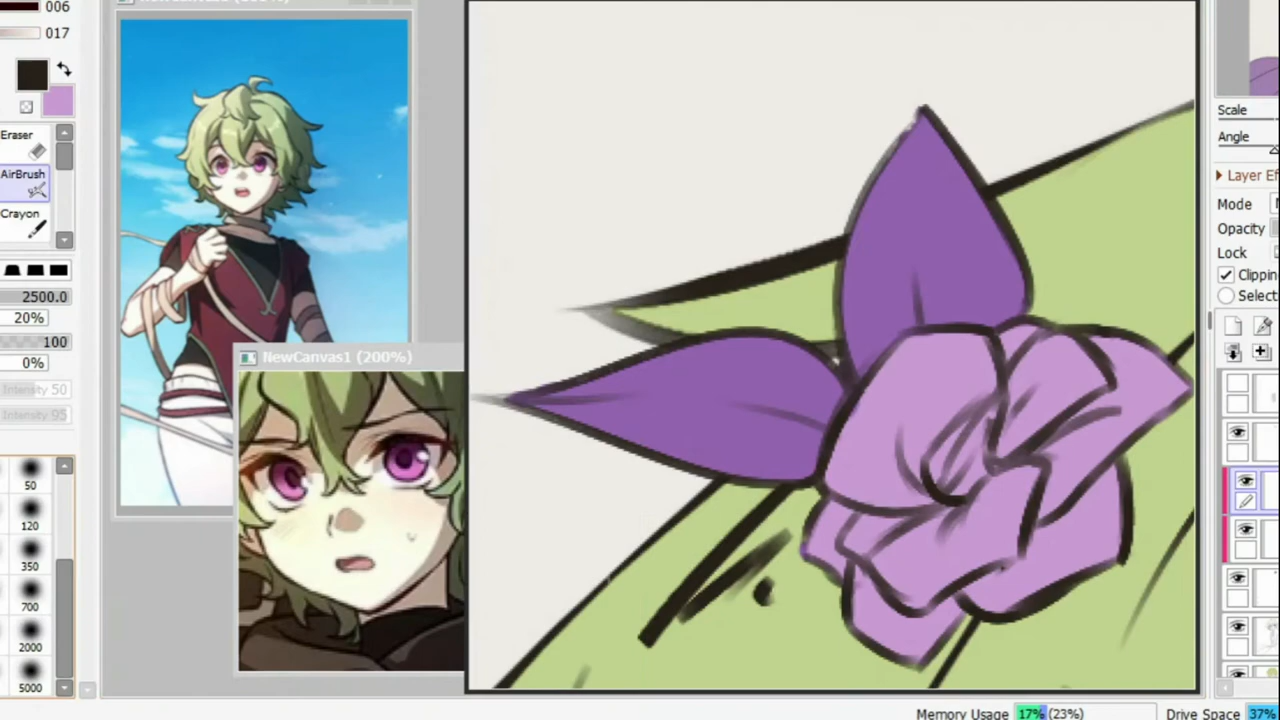 006
017
Eraser
AirBrush
Crayon
2500.0
20%
100
0%
Intensity 50
Intensity 95
50
120
350
700
2000
5000
NewCanvas1 (200%)
Scale
Angle
Layer Ef
Mode
Opacity
Lock
Clippin
Select
Memory Usage
17% (23%)
Drive Space
37%